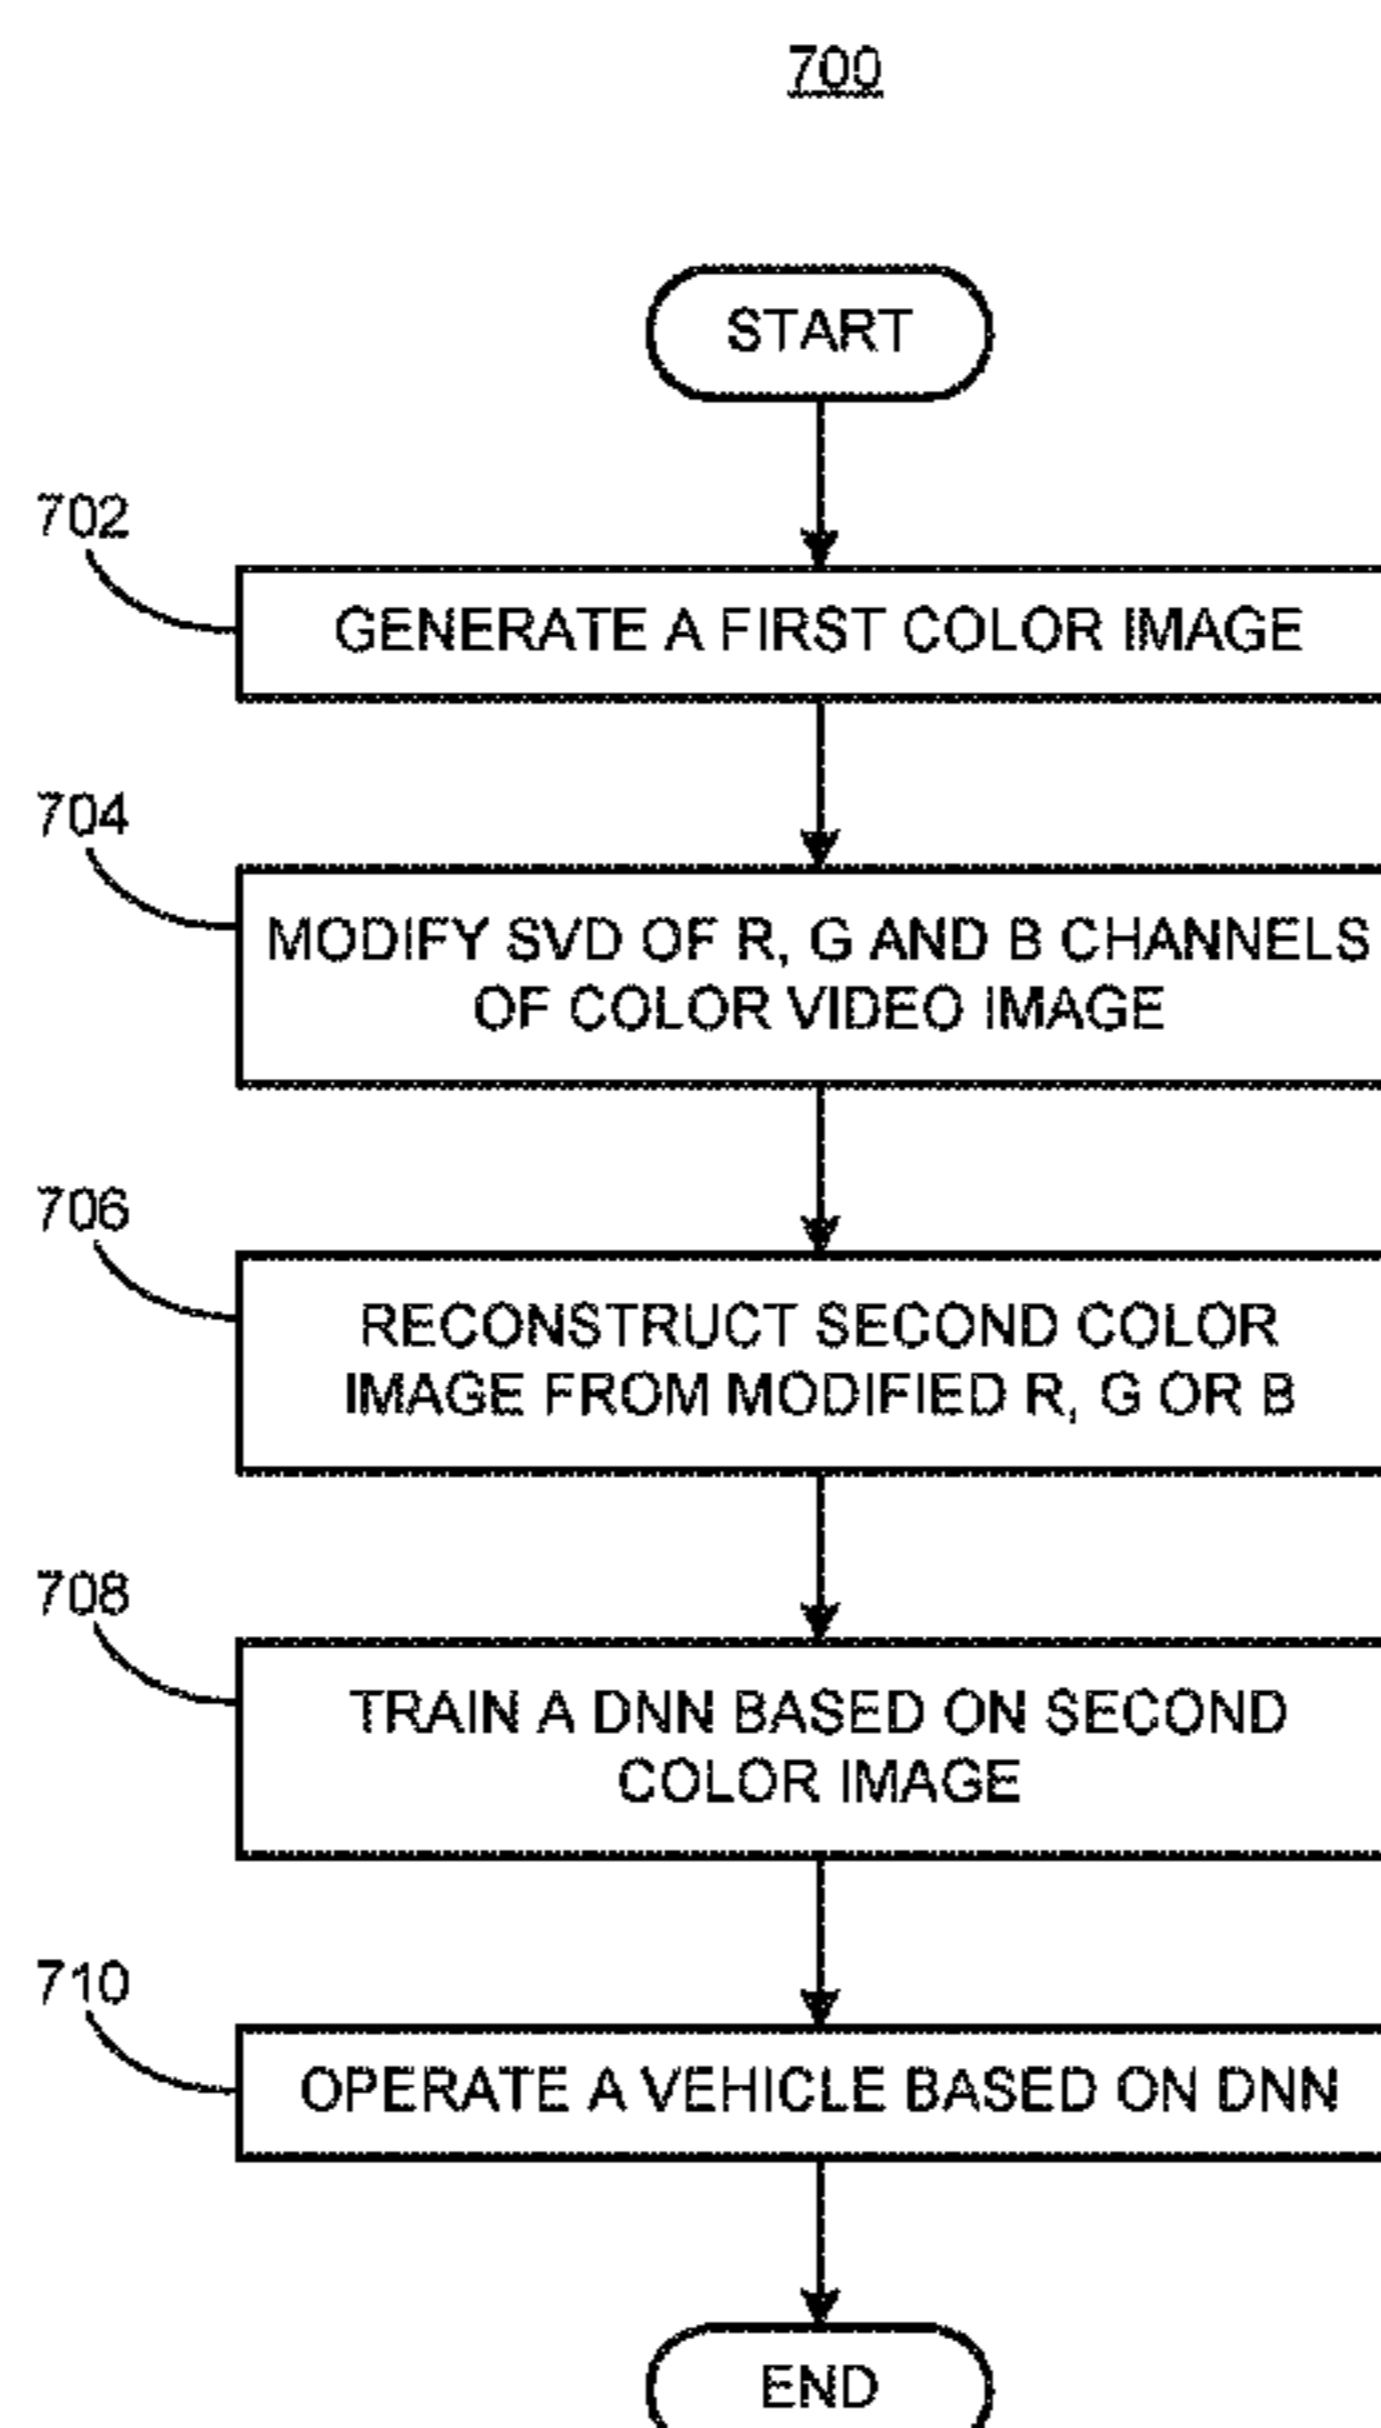 700
START
702
GENERATE A FIRST COLOR IMAGE
704
MODIFY SVD OF R, G AND B CHANNELS
OF COLOR VIDEO IMAGE
706
RECONSTRUCT SECOND COLOR
IMAGE FROM MODIFIED R, G OR B
708
TRAIN A DNN BASED ON SECOND
COLOR IMAGE
710
OPERATE A VEHICLE BASED ON DNN
END